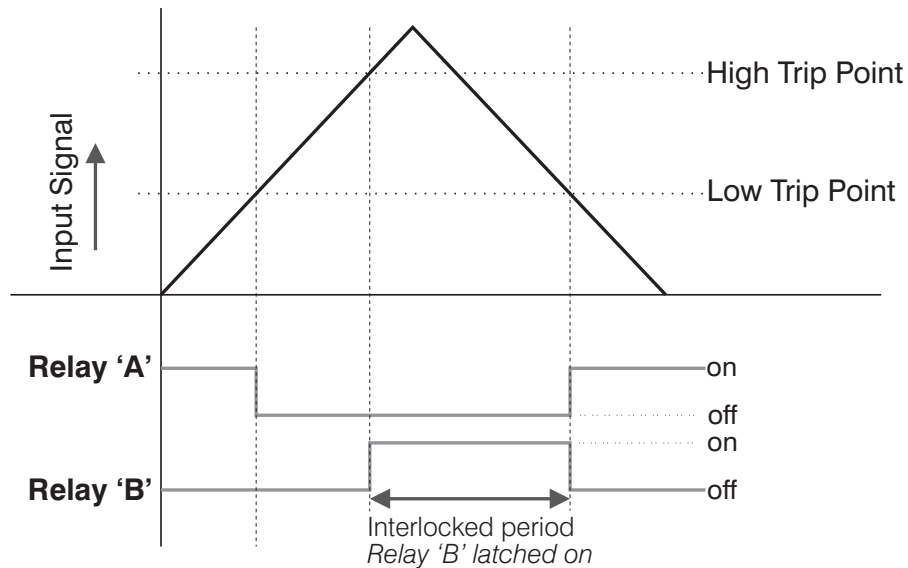 High Trip Point
Input Signal
Low Trip Point
Relay ‘A’
on
off
on
Relay ‘B’
off
Interlocked period
Relay ‘B’ latched on